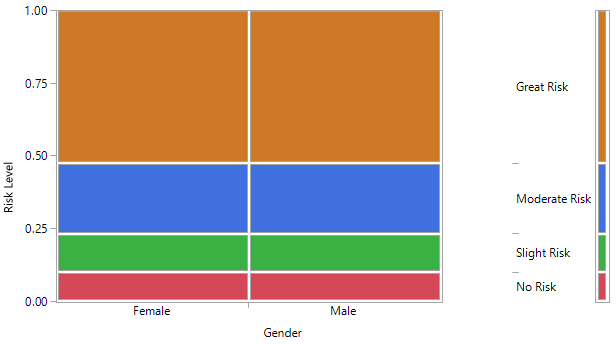 1.00
0.75
0.50
0.25
0.00
Risk Level
Female
Male
Gender
Great Risk
Moderate Risk
Slight Risk
No Risk